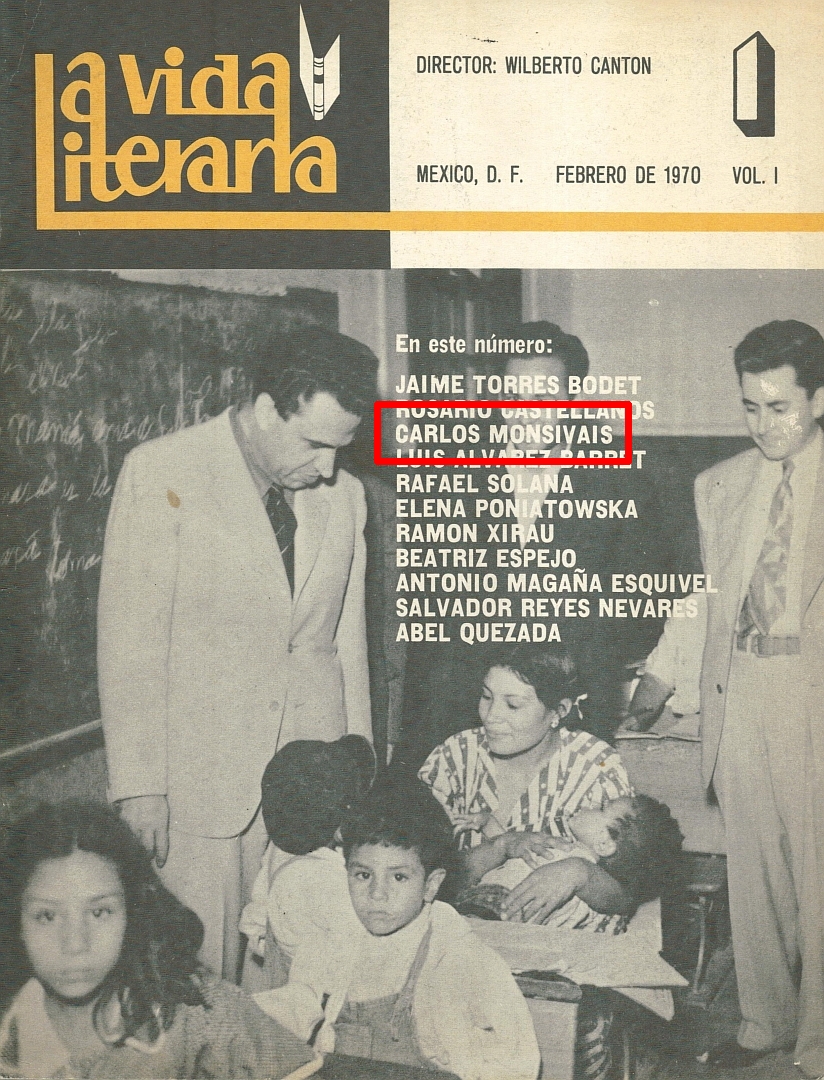 La vida
Literaria
DIRECTOR: WILBERTO CANTON
1
MEXICO, D. F. FEBRERO DE 1970 VOL. I
En este número:
JAIME TORRES BODET
ROSARIO CASTELLANOS
CARLOS MONSIVAIS
LUIS ALVAREZ BARRET
RAFAEL SOLANA
ELENA PONIATOWSKA
RAMON XIRAU
BEATRIZ ESPEJO
ANTONIO MAGAÑA ESQUIVEL
SALVADOR REYES NEVARES
ABEL QUEZADA